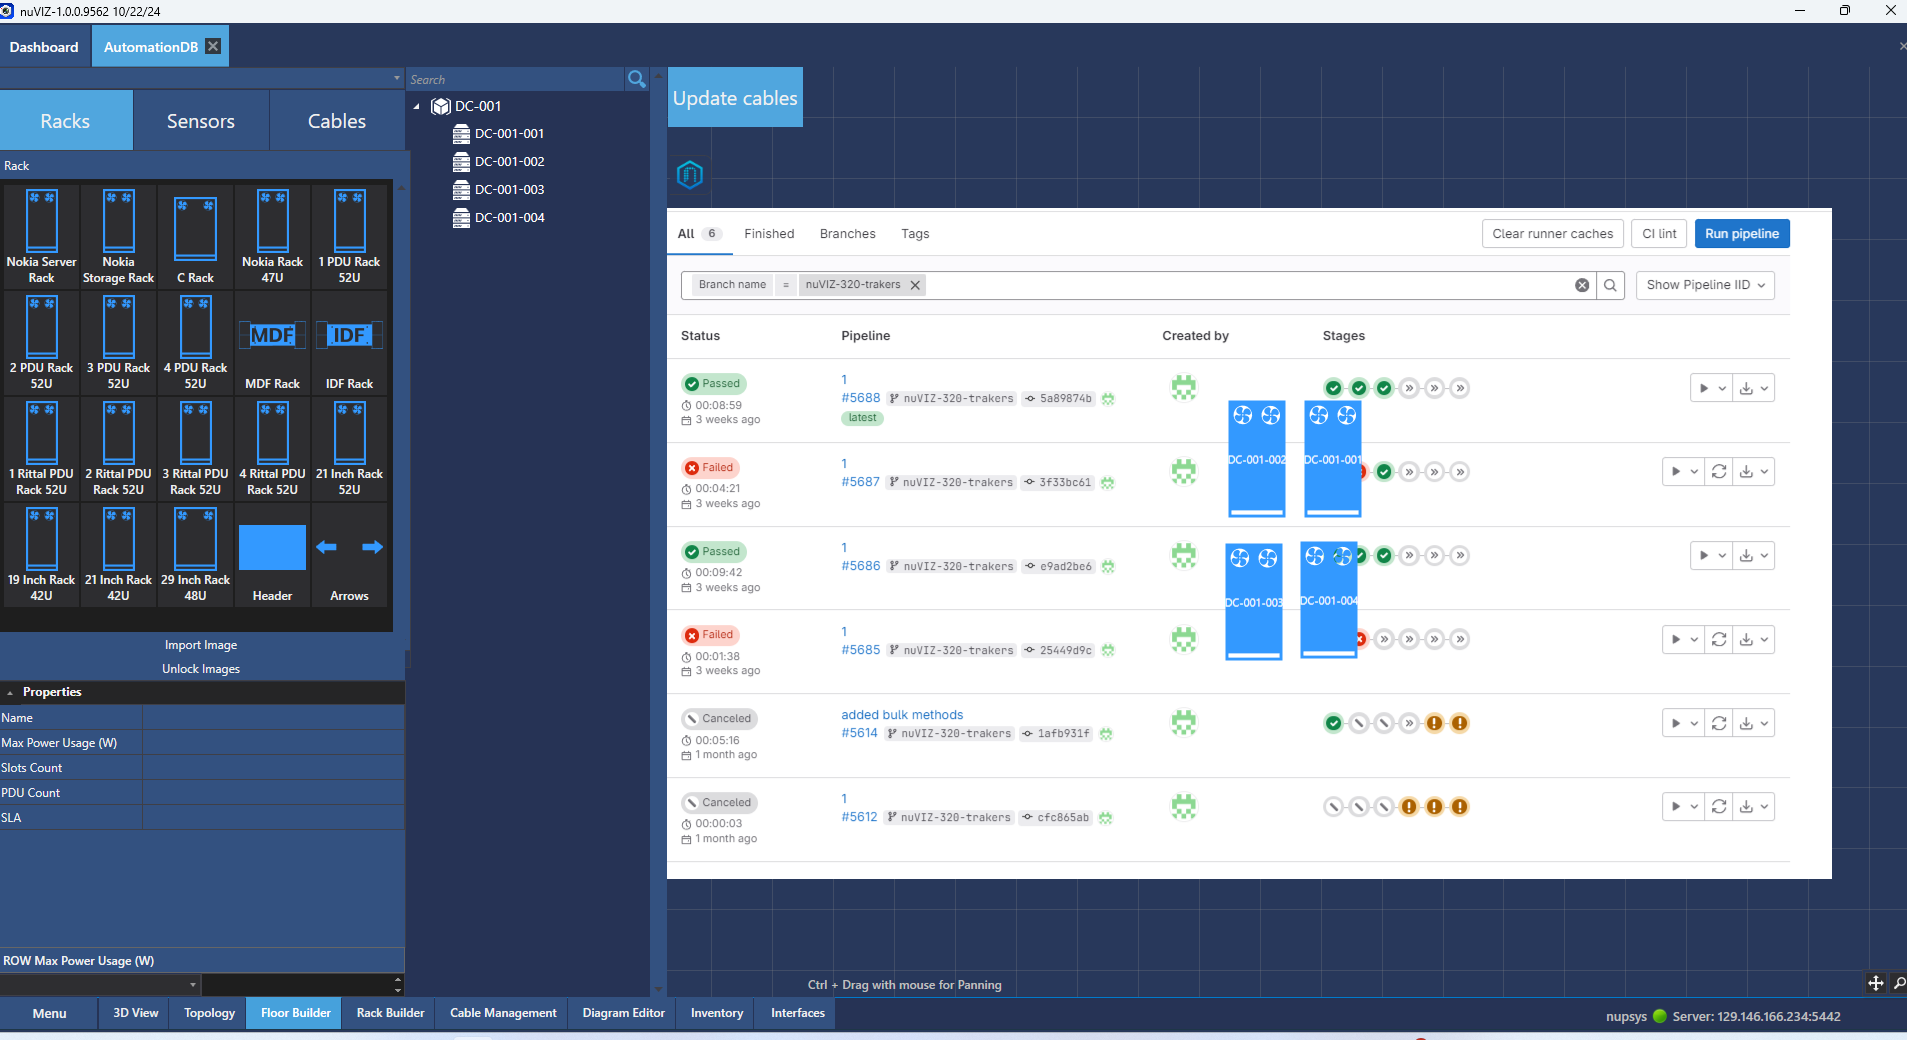 nuVIZ-1.0.0.9562 10/22/24
Dashboard
AutomationDB
Racks
Sensors
Cables
Rack
Nokia Server Rack
Nokia Storage Rack
C Rack
Nokia Rack 47U
1 PDU Rack 52U
2 PDU Rack 52U
3 PDU Rack 52U
4 PDU Rack 52U
MDF
MDF Rack
IDF
IDF Rack
1 Rittal PDU Rack 52U
2 Rittal PDU Rack 52U
3 Rittal PDU Rack 52U
4 Rittal PDU Rack 52U
21 Inch Rack 52U
19 Inch Rack 42U
21 Inch Rack 42U
29 Inch Rack 48U
Header
Arrows
Import Image
Unlock Images
Properties
Name
Max Power Usage (W)
Slots Count
PDU Count
SLA
ROW Max Power Usage (W)
Search
DC-001
DC-001-001
DC-001-002
DC-001-003
DC-001-004
Update cables
All 6 Finished Branches Tags
Clear runner caches CI lint Run pipeline
Branch name = nuVIZ-320-trakers
Show Pipeline IID
Status Pipeline Created by Stages
Passed
00:08:59
3 weeks ago
1
#5688 nuVIZ-320-trakers 5a89874b
latest
Failed
00:04:21
3 weeks ago
1
#5687 nuVIZ-320-trakers 3f33bc61
Passed
00:09:42
3 weeks ago
1
#5686 nuVIZ-320-trakers e9ad2be6
Failed
00:01:38
3 weeks ago
1
#5685 nuVIZ-320-trakers 25449d9c
Canceled
00:05:16
1 month ago
added bulk methods
#5614 nuVIZ-320-trakers 1afb931f
Canceled
00:00:03
1 month ago
1
#5612 nuVIZ-320-trakers cfc865ab
DC-001-002
DC-001-001
DC-001-003
DC-001-004
Ctrl + Drag with mouse for Panning
Menu
3D View
Topology
Floor Builder
Rack Builder
Cable Management
Diagram Editor
Inventory
Interfaces
nupsys Server: 129.146.166.234:5442